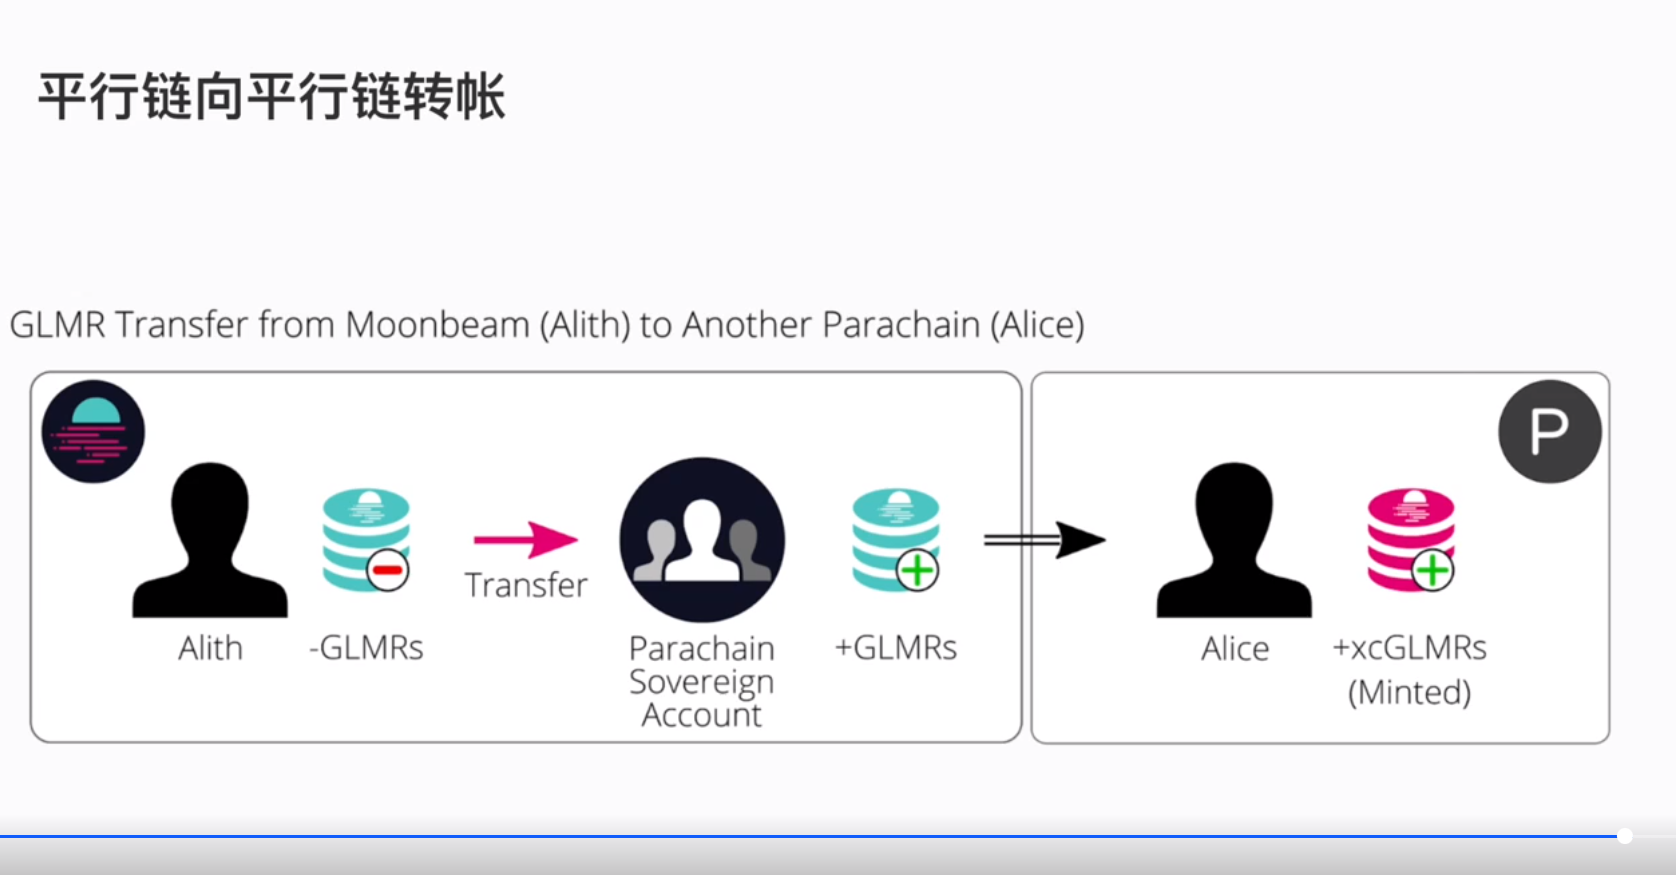 平行链向平行链转帐
GLMR Transfer from Moonbeam (Alith) to Another Parachain (Alice)
P
Transfer
Alith
-GLMRs
Parachain
Sovereign
Account
+GLMRs
Alice
+xcGLMRs
(Minted)